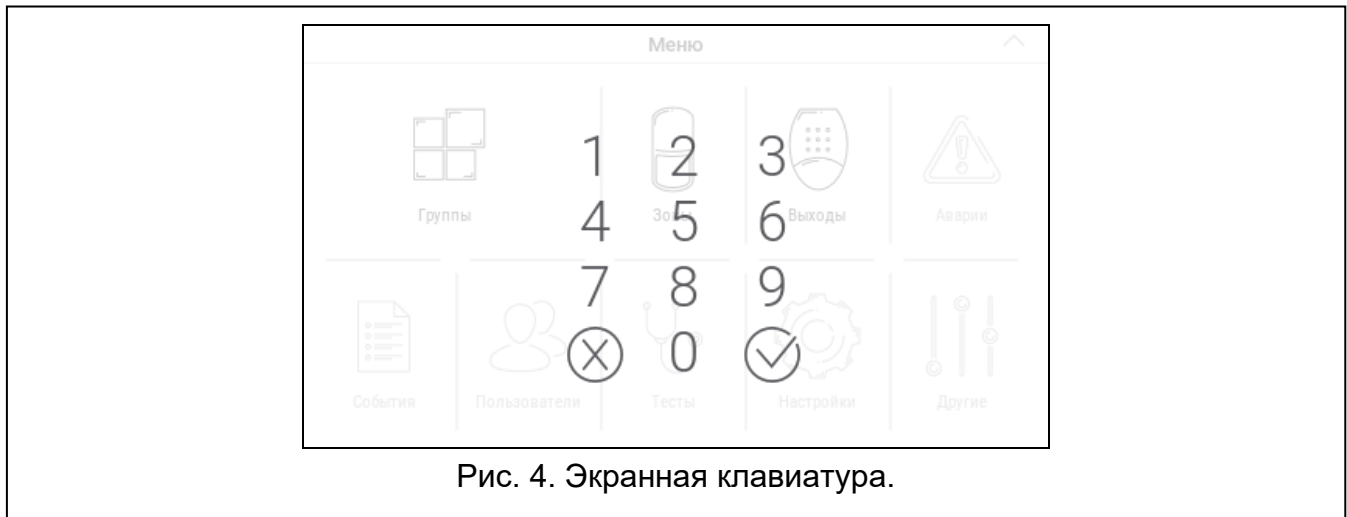 Меню
1 2 3
Группы Зоны Выходы Аварии
4 5 6
7 8 9
0
События Пользователи Тесты Настройки Другие
Рис. 4. Экранная клавиатура.